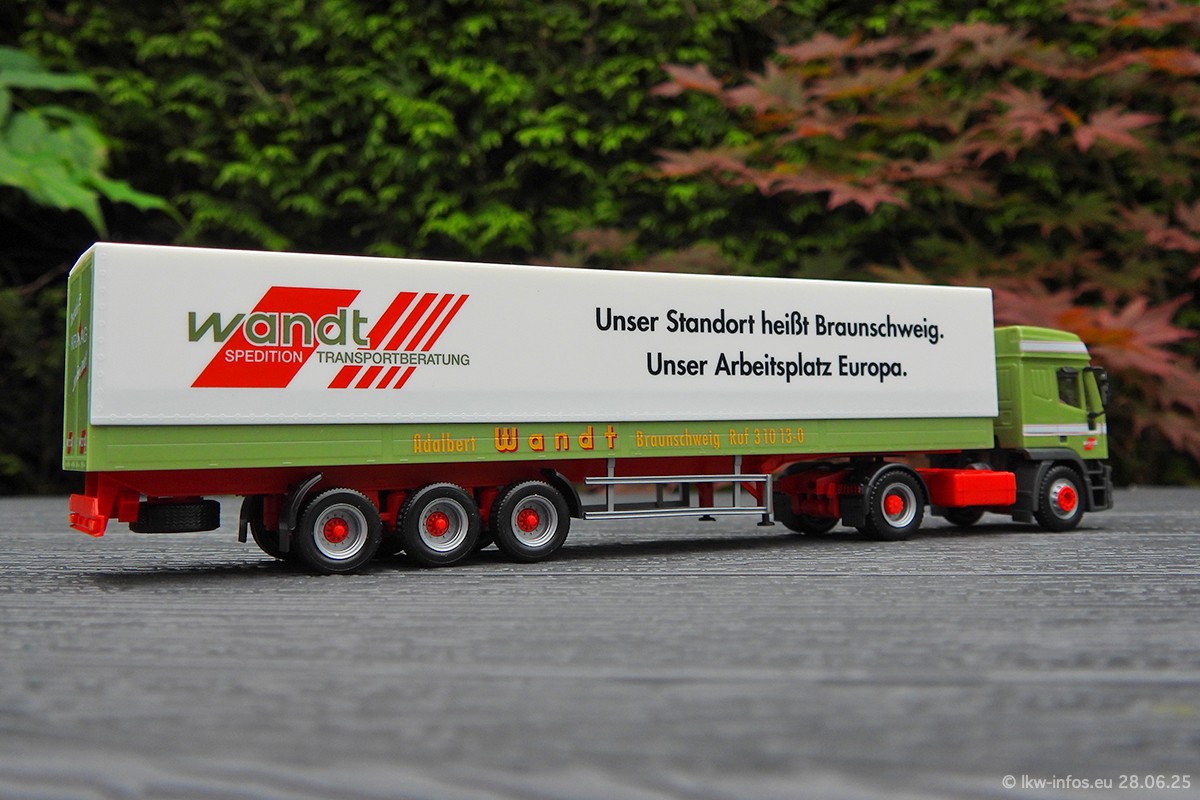 wandt
SPEDITION TRANSPORTBERATUNG
Unser Standort heißt Braunschweig.
Unser Arbeitsplatz Europa.
Adalbert Wandt Braunschweig Ruf 3 10 13-0
© lkw-infos.eu 28.06.25